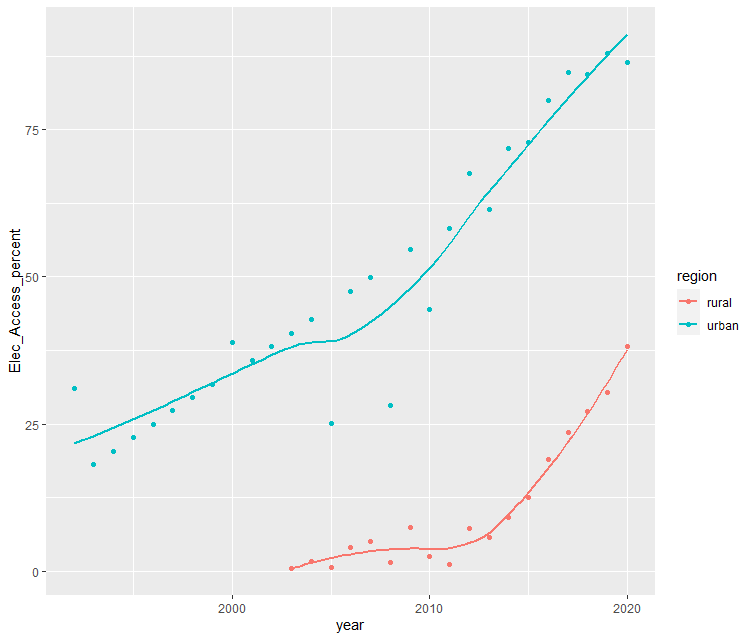 75
50
25
0
Elec_Access_percent
2000 2010 2020
year
region
rural
urban